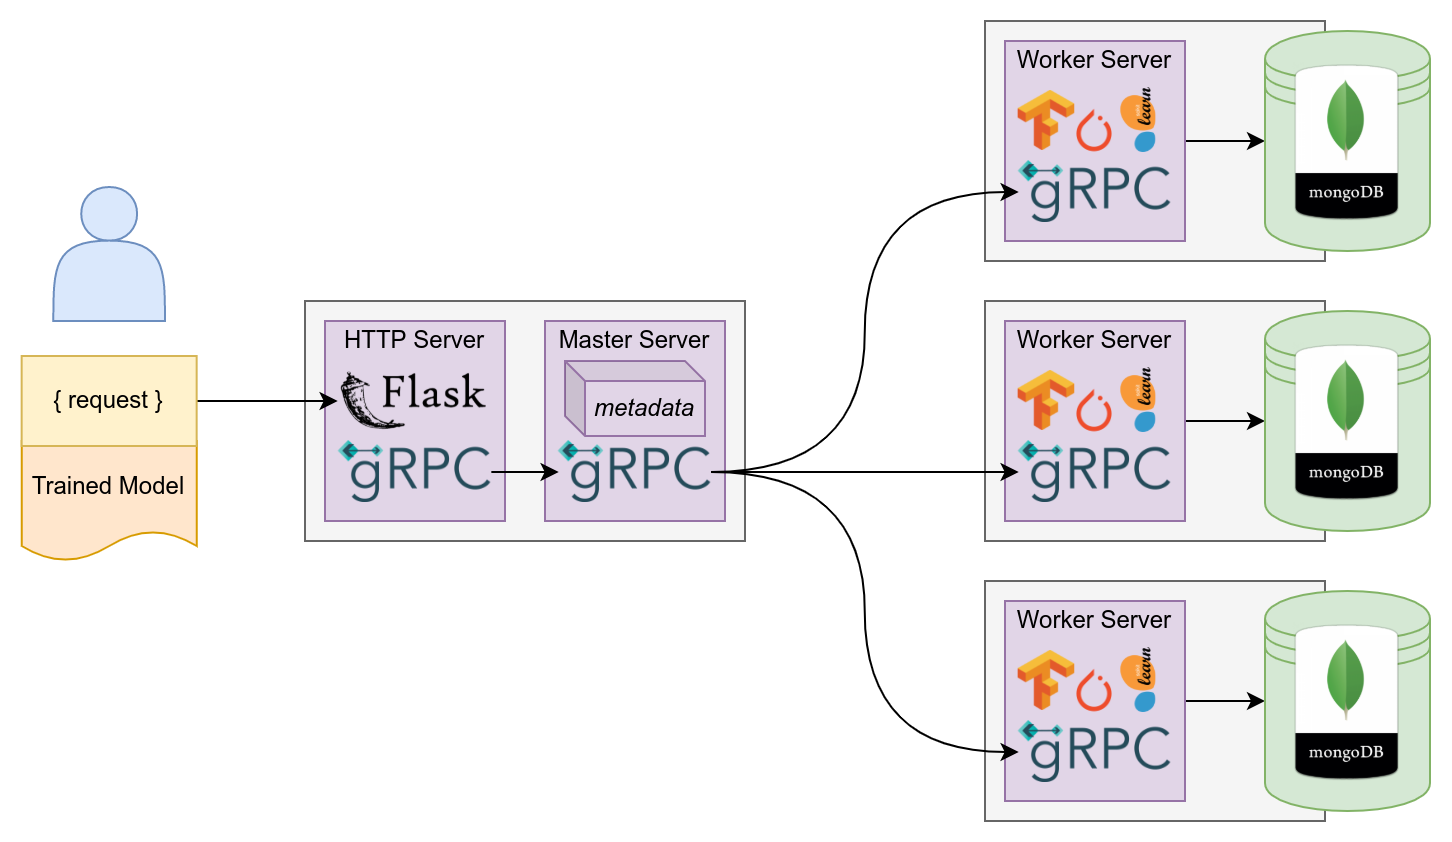 { request }
Trained Model
HTTP Server
Flask
gRPC
Master Server
metadata
gRPC
Worker Server
learn
gRPC
mongoDB
Worker Server
learn
gRPC
mongoDB
Worker Server
learn
gRPC
mongoDB